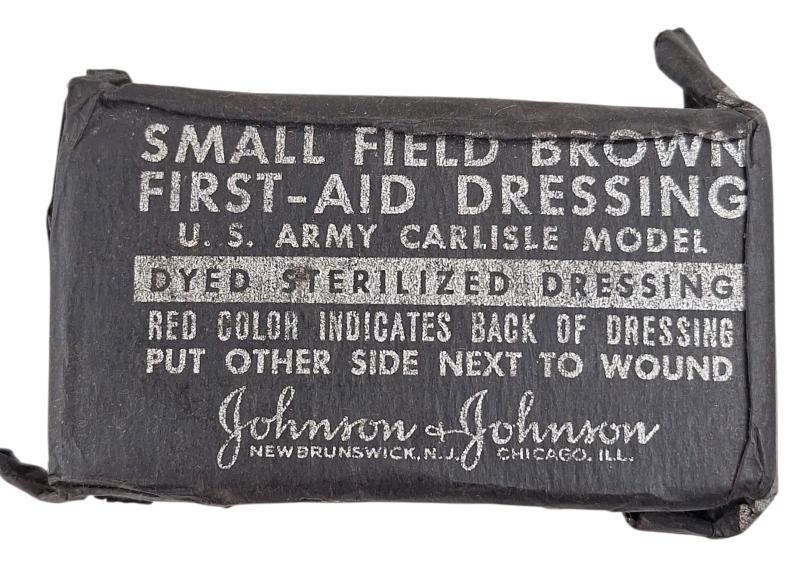 SMALL FIELD BROWN
FIRST-AID DRESSING
U. S. ARMY CARLISLE MODEL
DYED STERILIZED DRESSING
RED COLOR INDICATES BACK OF DRESSING
PUT OTHER SIDE NEXT TO WOUND
Johnson & Johnson
NEW BRUNSWICK, N. J. CHICAGO, ILL.